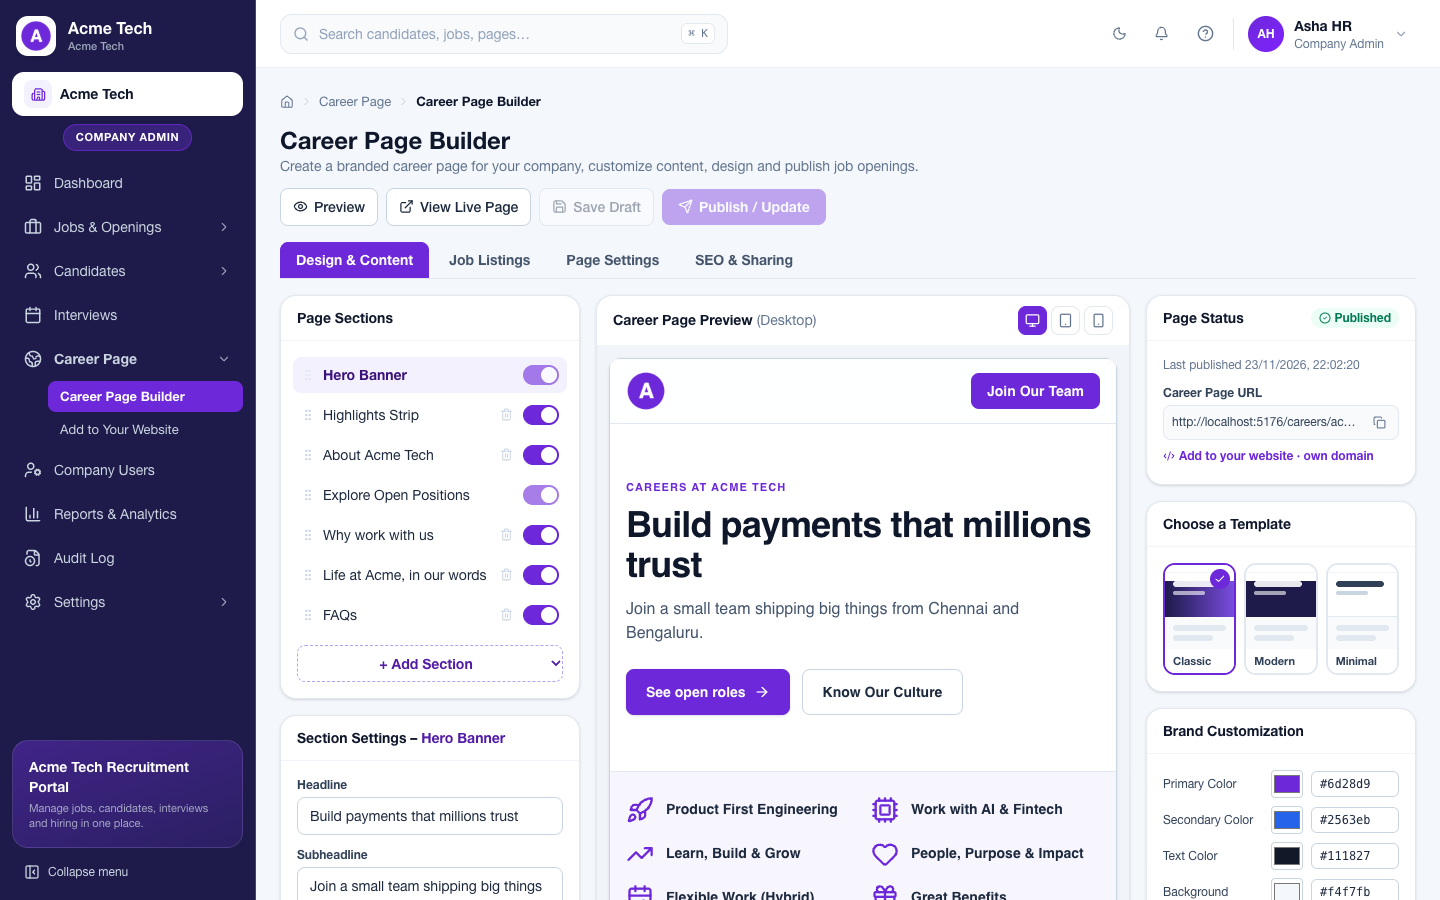 A
Acme Tech
Acme Tech
Acme Tech
COMPANY ADMIN
Dashboard
Jobs & Openings
Candidates
Interviews
Career Page
Career Page Builder
Add to Your Website
Company Users
Reports & Analytics
Audit Log
Settings
Acme Tech Recruitment
Portal
Manage jobs, candidates, interviews
and hiring in one place.
Collapse menu
Search candidates, jobs, pages...
⌘ K
AH
Asha HR
Company Admin
Career Page
Career Page Builder
Career Page Builder
Create a branded career page for your company, customize content, design and publish job openings.
Preview
View Live Page
Save Draft
Publish / Update
Design & Content
Job Listings
Page Settings
SEO & Sharing
Page Sections
Hero Banner
Highlights Strip
About Acme Tech
Explore Open Positions
Why work with us
Life at Acme, in our words
FAQs
+ Add Section
Section Settings – Hero Banner
Headline
Build payments that millions trust
Subheadline
Join a small team shipping big things
Career Page Preview (Desktop)
A
Join Our Team
CAREERS AT ACME TECH
Build payments that millions
trust
Join a small team shipping big things from Chennai and
Bengaluru.
See open roles
Know Our Culture
Product First Engineering
Work with AI & Fintech
Learn, Build & Grow
People, Purpose & Impact
Flexible Work (Hybrid)
Great Benefits
Page Status
Published
Last published 23/11/2026, 22:02:20
Career Page URL
http://localhost:5176/careers/ac...
Add to your website · own domain
Choose a Template
Classic
Modern
Minimal
Brand Customization
Primary Color
#6d28d9
Secondary Color
#2563eb
Text Color
#111827
Background
#f4f7fb